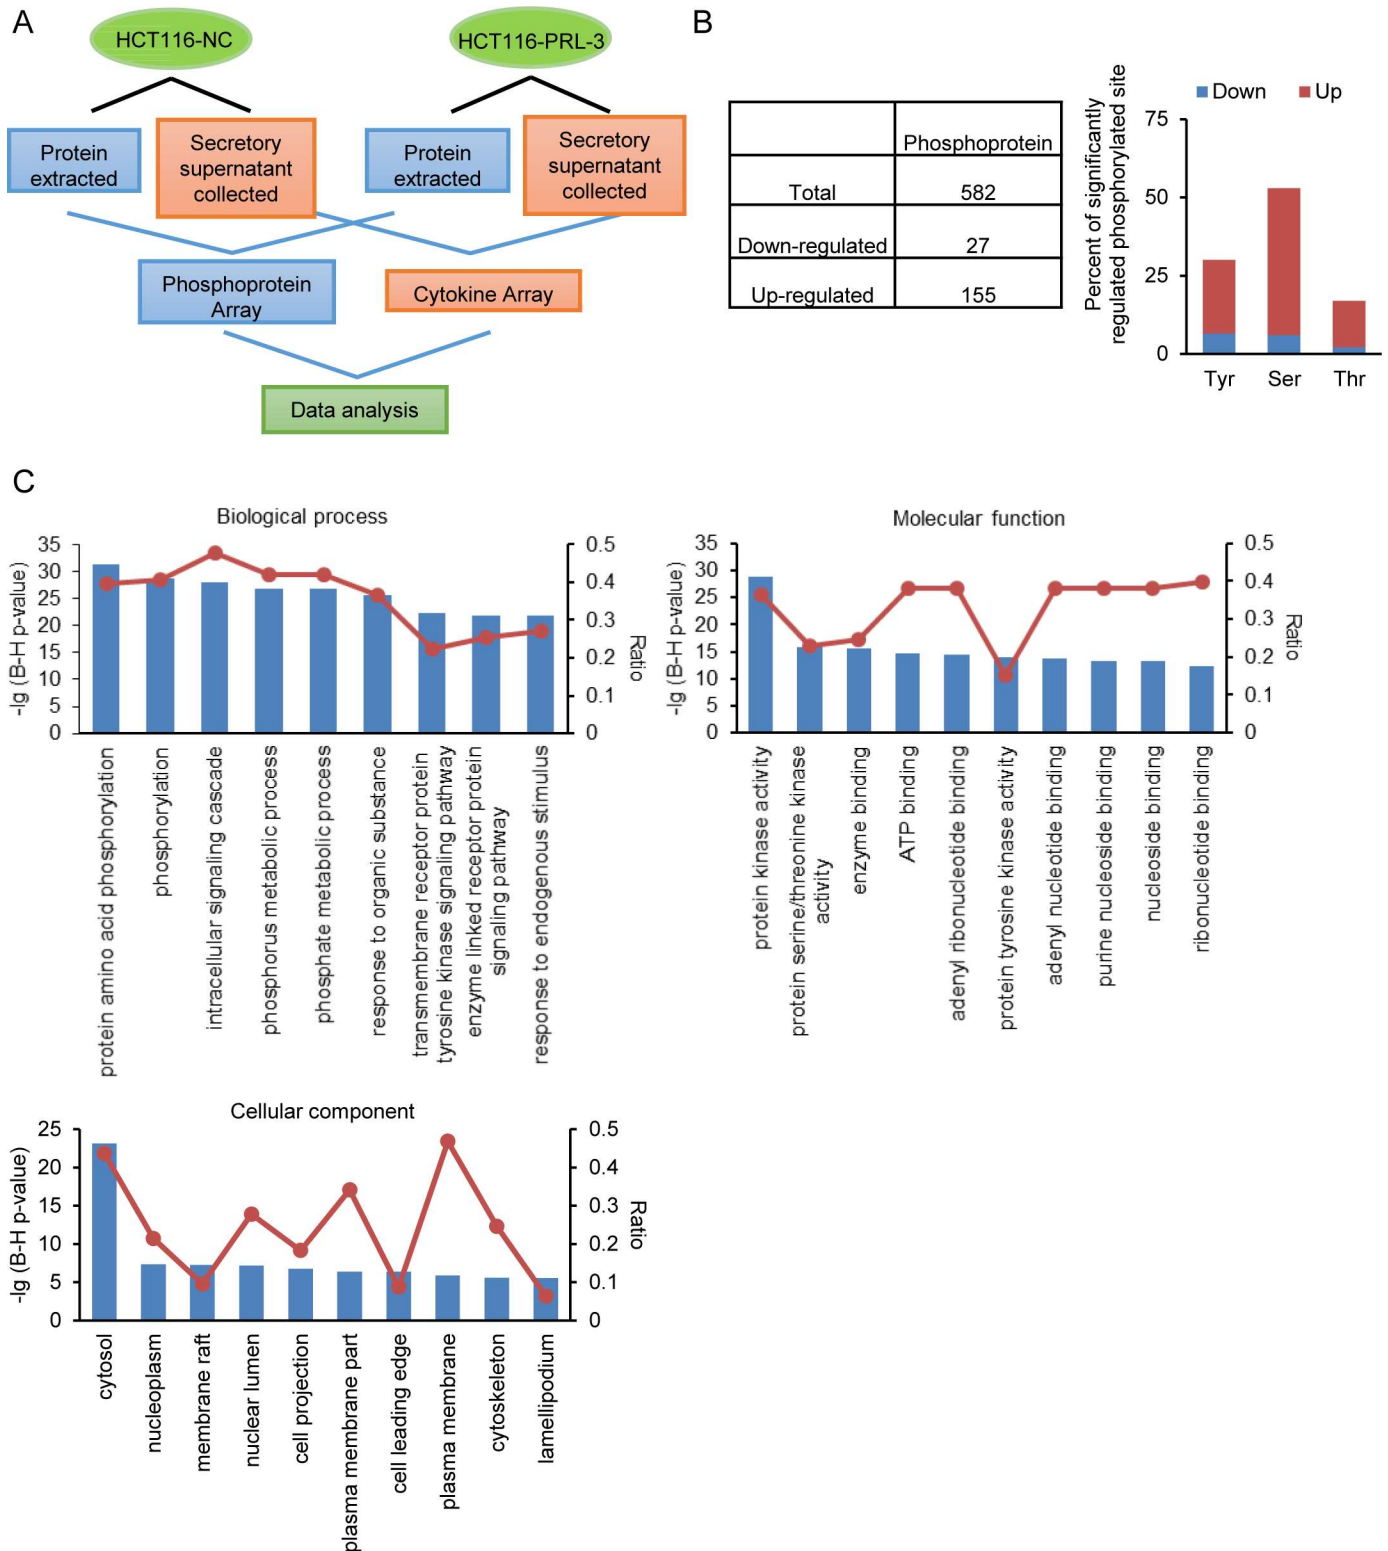 A
HCT116-NC
HCT116-PRL-3
Protein
extracted
Secretory
supernatant
collected
Protein
extracted
Secretory
supernatant
collected
Phosphoprotein
Array
Cytokine Array
Data analysis
B
Phosphoprotein
Total 582
Down-regulated 27
Up-regulated 155
Down Up
Percent of significantly
regulated phosphorylated site
75
50
25
0
Tyr Ser Thr
C
Biological process
-lg (B-H p-value)
35
30
25
20
15
10
5
0
0.5
0.4
0.3
0.2
0.1
0
Ratio
protein amino acid phosphorylation
phosphorylation
intracellular signaling cascade
phosphorus metabolic process
phosphate metabolic process
response to organic substance
transmembrane receptor protein
tyrosine kinase signaling pathway
enzyme linked receptor protein
signaling pathway
response to endogenous stimulus
Molecular function
-lg (B-H p-value)
35
30
25
20
15
10
5
0
0.5
0.4
0.3
0.2
0.1
0
Ratio
protein kinase activity
protein serine/threonine kinase
activity
enzyme binding
ATP binding
adenyl ribonucleotide binding
protein tyrosine kinase activity
adenyl nucleotide binding
purine nucleoside binding
nucleoside binding
ribonucleotide binding
Cellular component
-lg (B-H p-value)
25
20
15
10
5
0
0.5
0.4
0.3
0.2
0.1
0
Ratio
cytosol
nucleoplasm
membrane raft
nuclear lumen
cell projection
plasma membrane part
cell leading edge
plasma membrane
cytoskeleton
lamellipodium